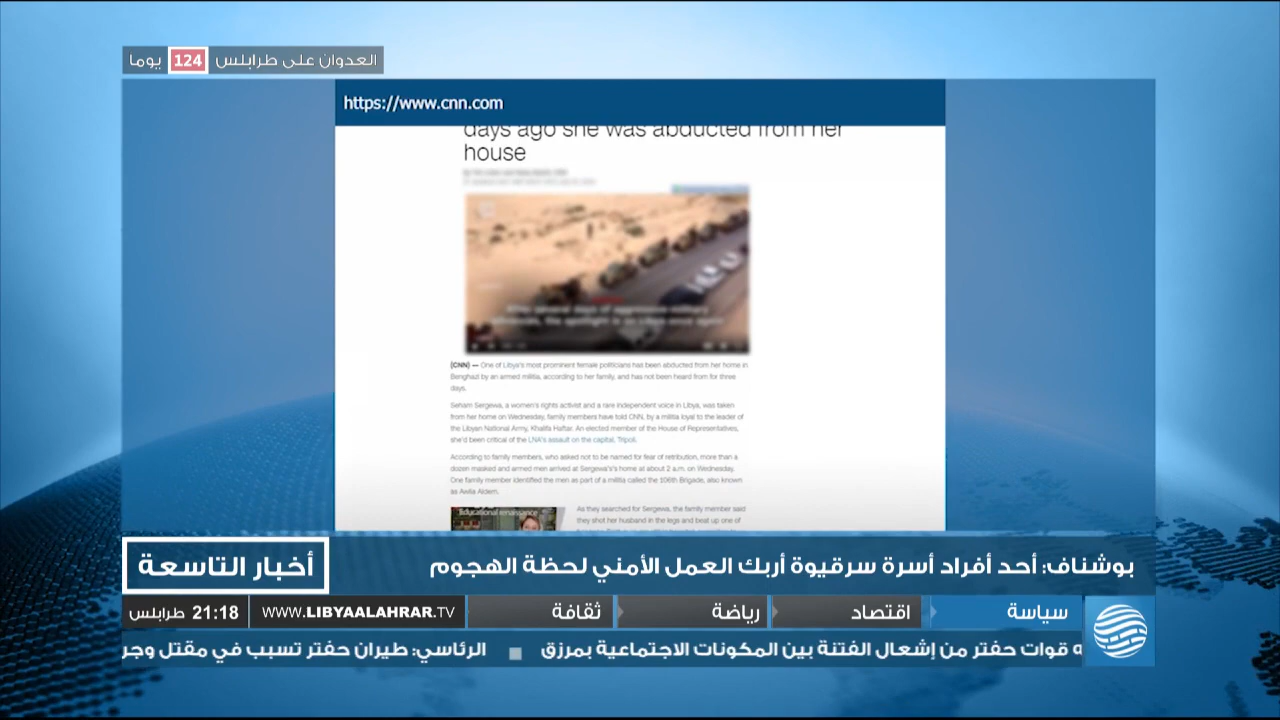 العدوان على طرابلس 124 يوما
https://www.cnn.com
days ago she was abducted from her
house
(CNN) — One of Libya's most prominent female politicians has been abducted from her home in
Benghazi by an armed militia, according to her family, and has not been heard from for three
days.
Seham Sergewa, a women's rights activist and a rare independent voice in Libya, was taken
from her home on Wednesday, family members have told CNN, by a militia loyal to the leader of
the Libyan National Army, Khalifa Haftar. An elected member of the House of Representatives,
she'd been critical of the LNA's assault on the capital, Tripoli.
According to family members, who asked not to be named for fear of retribution, more than a
dozen masked and armed men arrived at Sergewa's's home at about 2 a.m. on Wednesday.
One family member identified the men as part of a militia called the 106th Brigade, also known
as Awlia Aldem.
Educational renaissance
As they searched for Sergewa, the family member said
they shot her husband in the legs and beat up one of
أخبار التاسعة
بوشناف: أحد أفراد أسرة سرقيوة أربك العمل الأمني لحظة الهجوم
سياسة
اقتصاد
رياضة
ثقافة
WWW.LIBYAALAHRAR.TV
21:18 طرابلس
ه قوات حفتر من إشعال الفتنة بين المكونات الاجتماعية بمرزق ■ الرئاسي: طيران حفتر تسبب في مقتل وجر